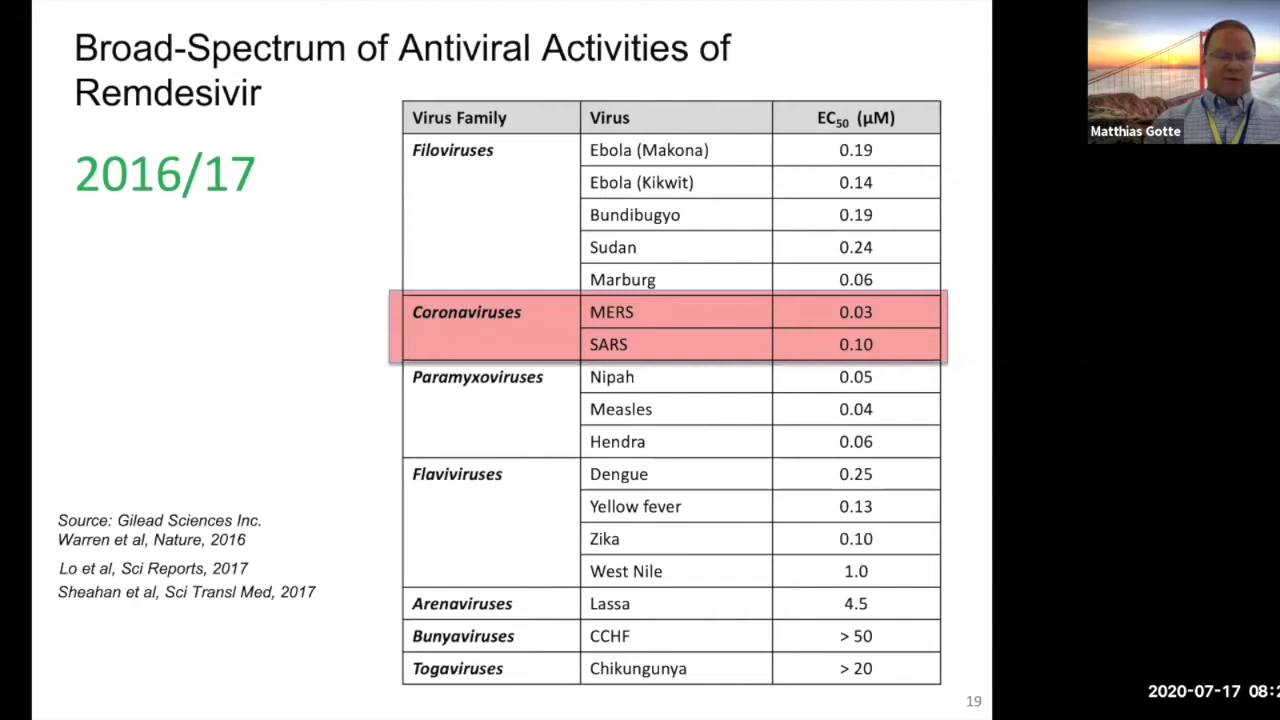 Broad-Spectrum of Antiviral Activities of
Remdesivir
2016/17
Virus Family Virus EC50 (μM)
Filoviruses Ebola (Makona) 0.19
Ebola (Kikwit) 0.14
Bundibugyo 0.19
Sudan 0.24
Marburg 0.06
Coronaviruses MERS 0.03
SARS 0.10
Paramyxoviruses Nipah 0.05
Measles 0.04
Hendra 0.06
Flaviviruses Dengue 0.25
Yellow fever 0.13
Zika 0.10
West Nile 1.0
Arenaviruses Lassa 4.5
Bunyaviruses CCHF > 50
Togaviruses Chikungunya > 20
Source: Gilead Sciences Inc.
Warren et al, Nature, 2016
Lo et al, Sci Reports, 2017
Sheahan et al, Sci Transl Med, 2017
19
Matthias Gotte
2020-07-17